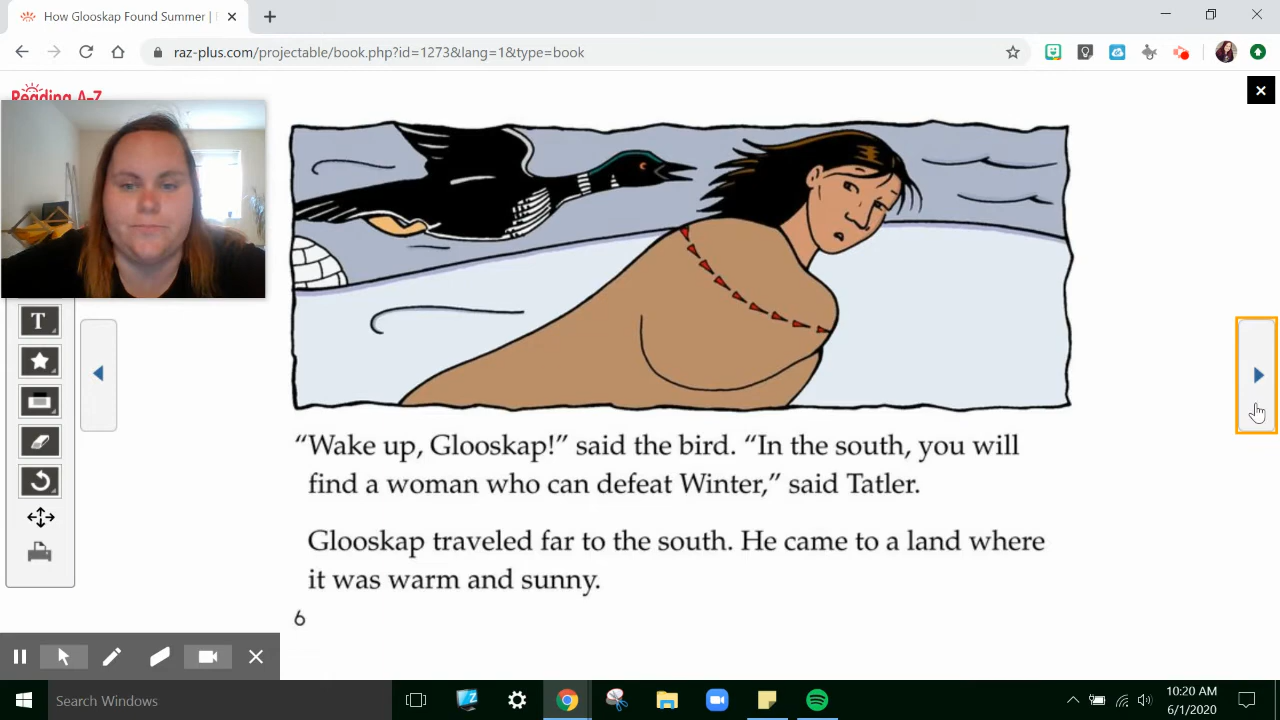 How Glooskap Found Summer |
raz-plus.com/projectable/book.php?id=1273&lang=1&type=book
Reading A-Z
T
“Wake up, Glooskap!” said the bird. “In the south, you will
find a woman who can defeat Winter,” said Tatler.
Glooskap traveled far to the south. He came to a land where
it was warm and sunny.
6
Search Windows
10:20 AM
6/1/2020